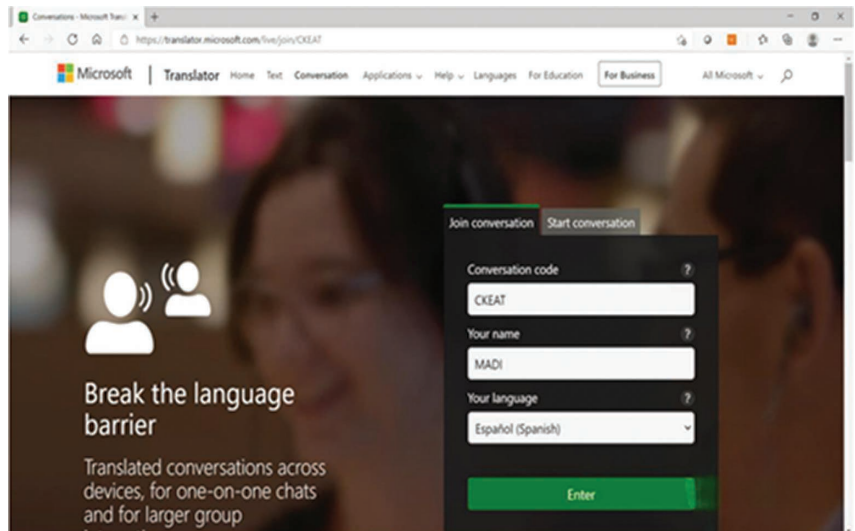 Conversations - Microsoft Trans
https://translator.microsoft.com/live/join/CKEAT
Microsoft | Translator Home Text Conversation Applications Help Languages For Education For Business All Microsoft
Join conversation Start conversation
Conversation code ?
CKEAT
Your name ?
MADI
Your language ?
Español (Spanish)
Enter
Break the language
barrier
Translated conversations across
devices, for one-on-one chats
and for larger group